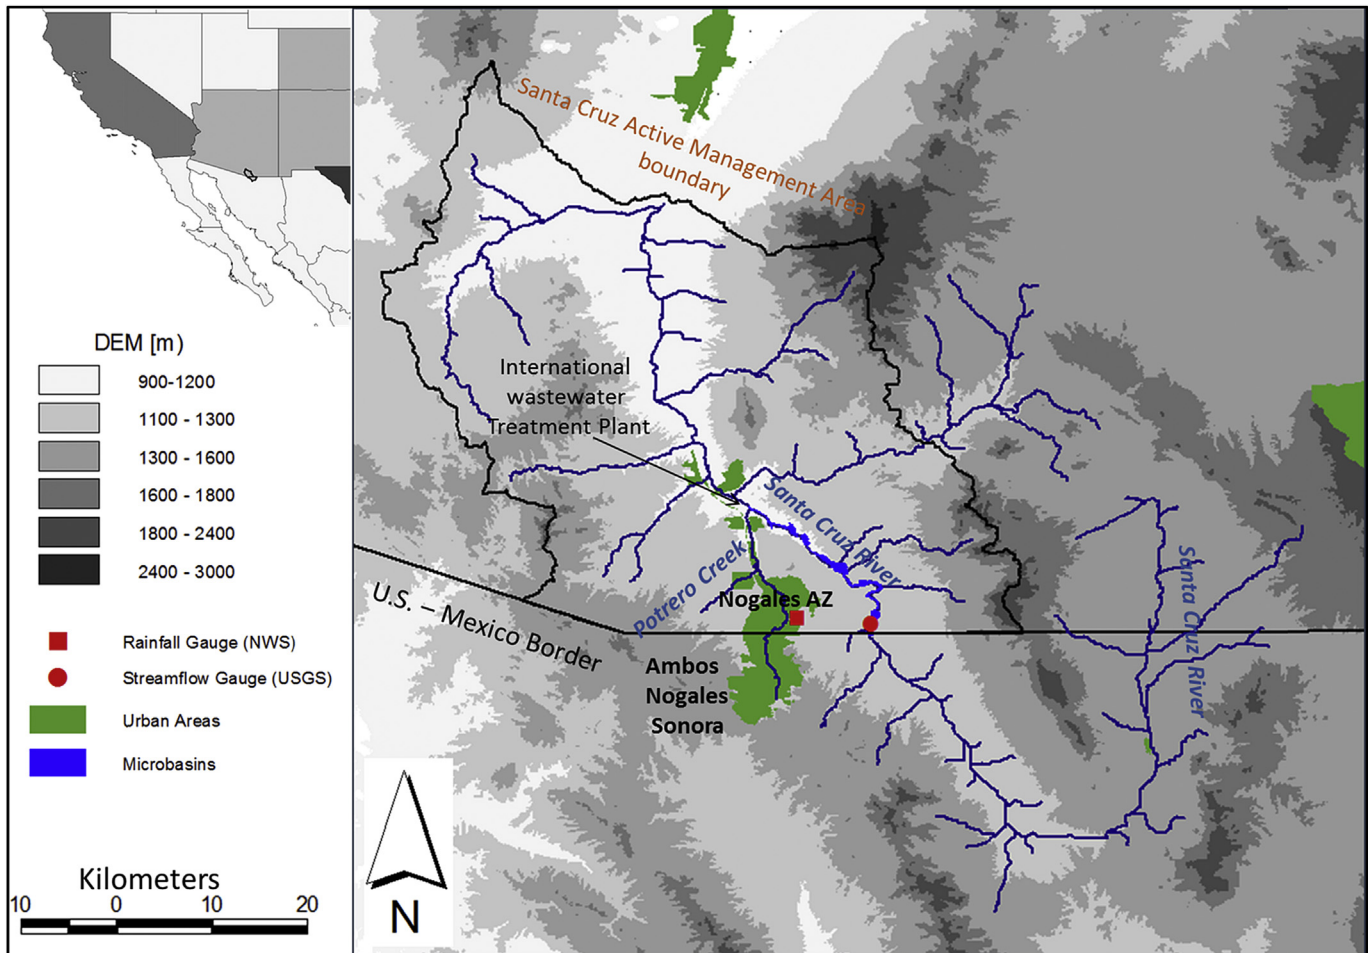 Santa Cruz Active Management Area
boundary
DEM [m)
900-1200
1100 - 1300
1300 - 1600
1600 - 1800
1800 - 2400
2400 - 3000
International
wastewater
Treatment Plant
Santa Cruz River
Santa Cruz River
Potrero Creek
Nogales AZ
U.S. – Mexico Border
Ambos
Nogales
Sonora
Rainfall Gauge (NWS)
Streamflow Gauge (USGS)
Urban Areas
Microbasins
Kilometers
10 0 10 20
N